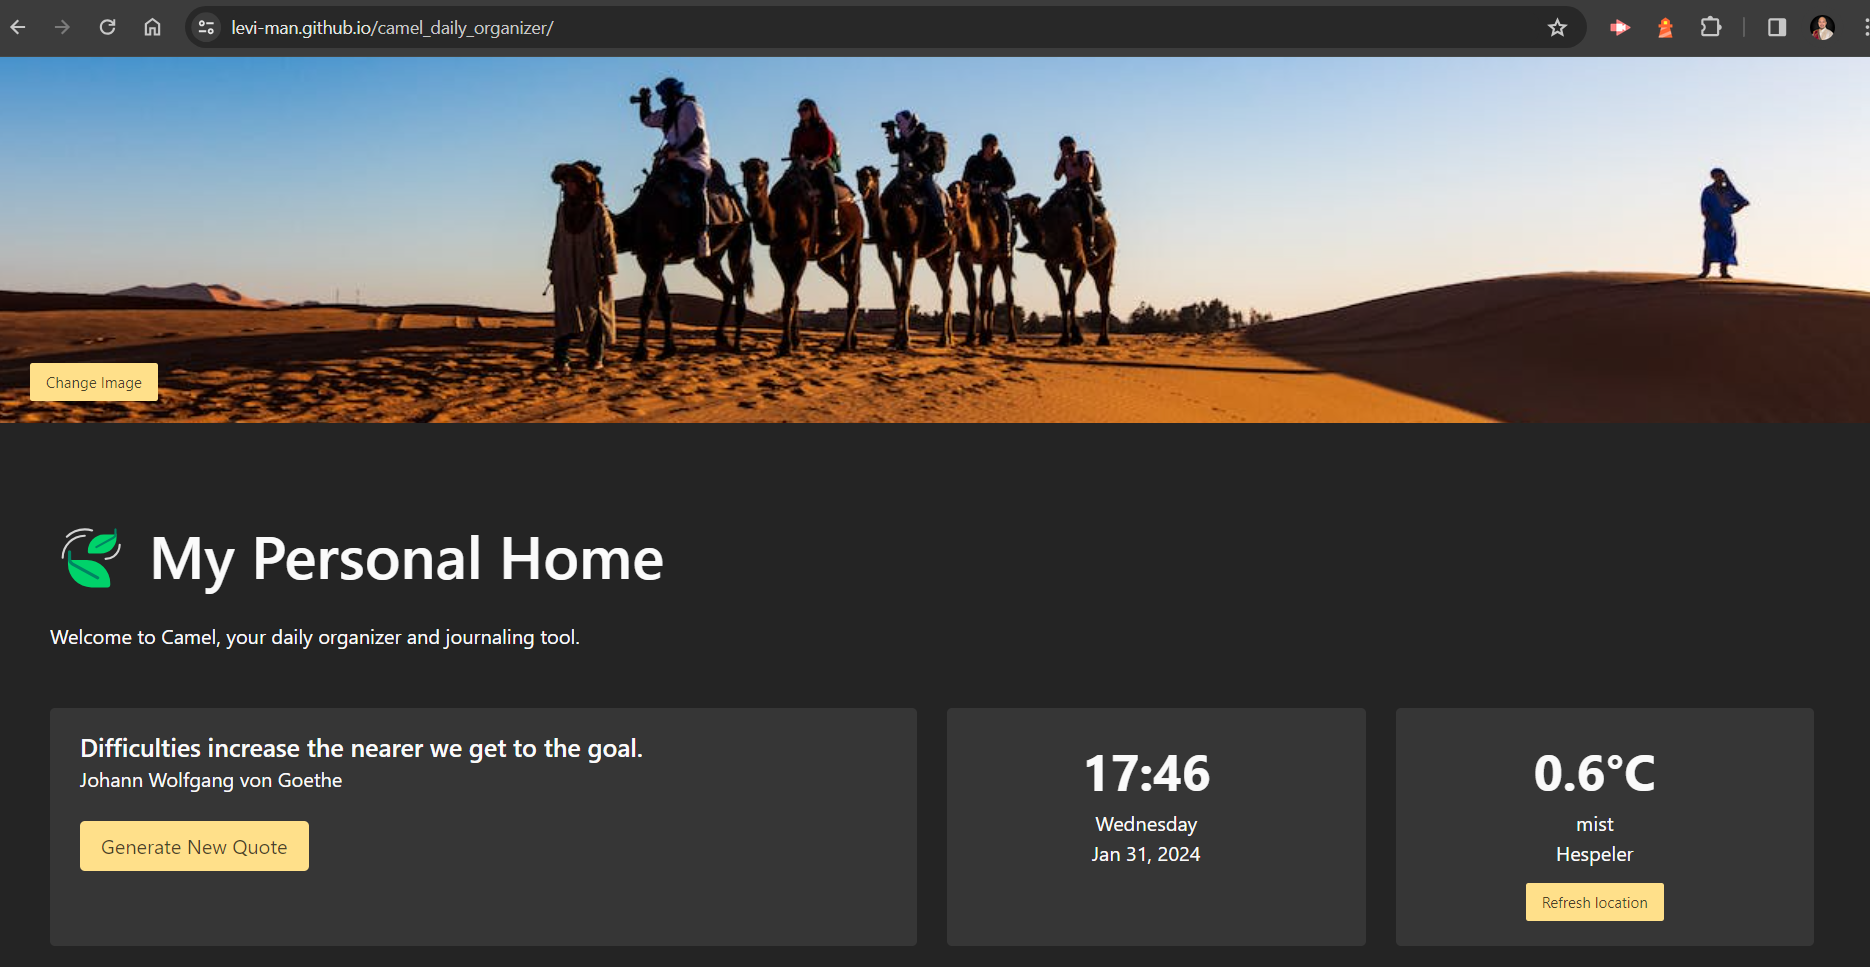 levi-man.github.io/camel_daily_organizer/
Change Image
My Personal Home
Welcome to Camel, your daily organizer and journaling tool.
Difficulties increase the nearer we get to the goal.
Johann Wolfgang von Goethe
Generate New Quote
17:46
Wednesday
Jan 31, 2024
0.6°C
mist
Hespeler
Refresh location